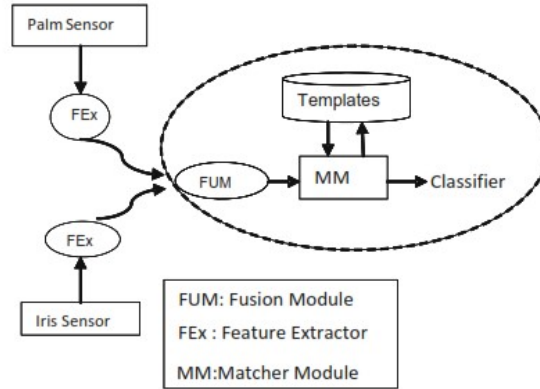 Palm Sensor
FEx
Templates
FUM
MM
Classifier
FEx
Iris Sensor
FUM: Fusion Module
FEx : Feature Extractor
MM:Matcher Module